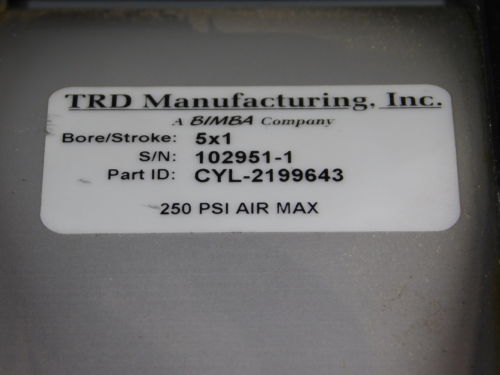 TRD Manufacturing, Inc.
A BIMBA Company
Bore/Stroke: 5x1
S/N: 102951-1
Part ID: CYL-2199643
250 PSI AIR MAX